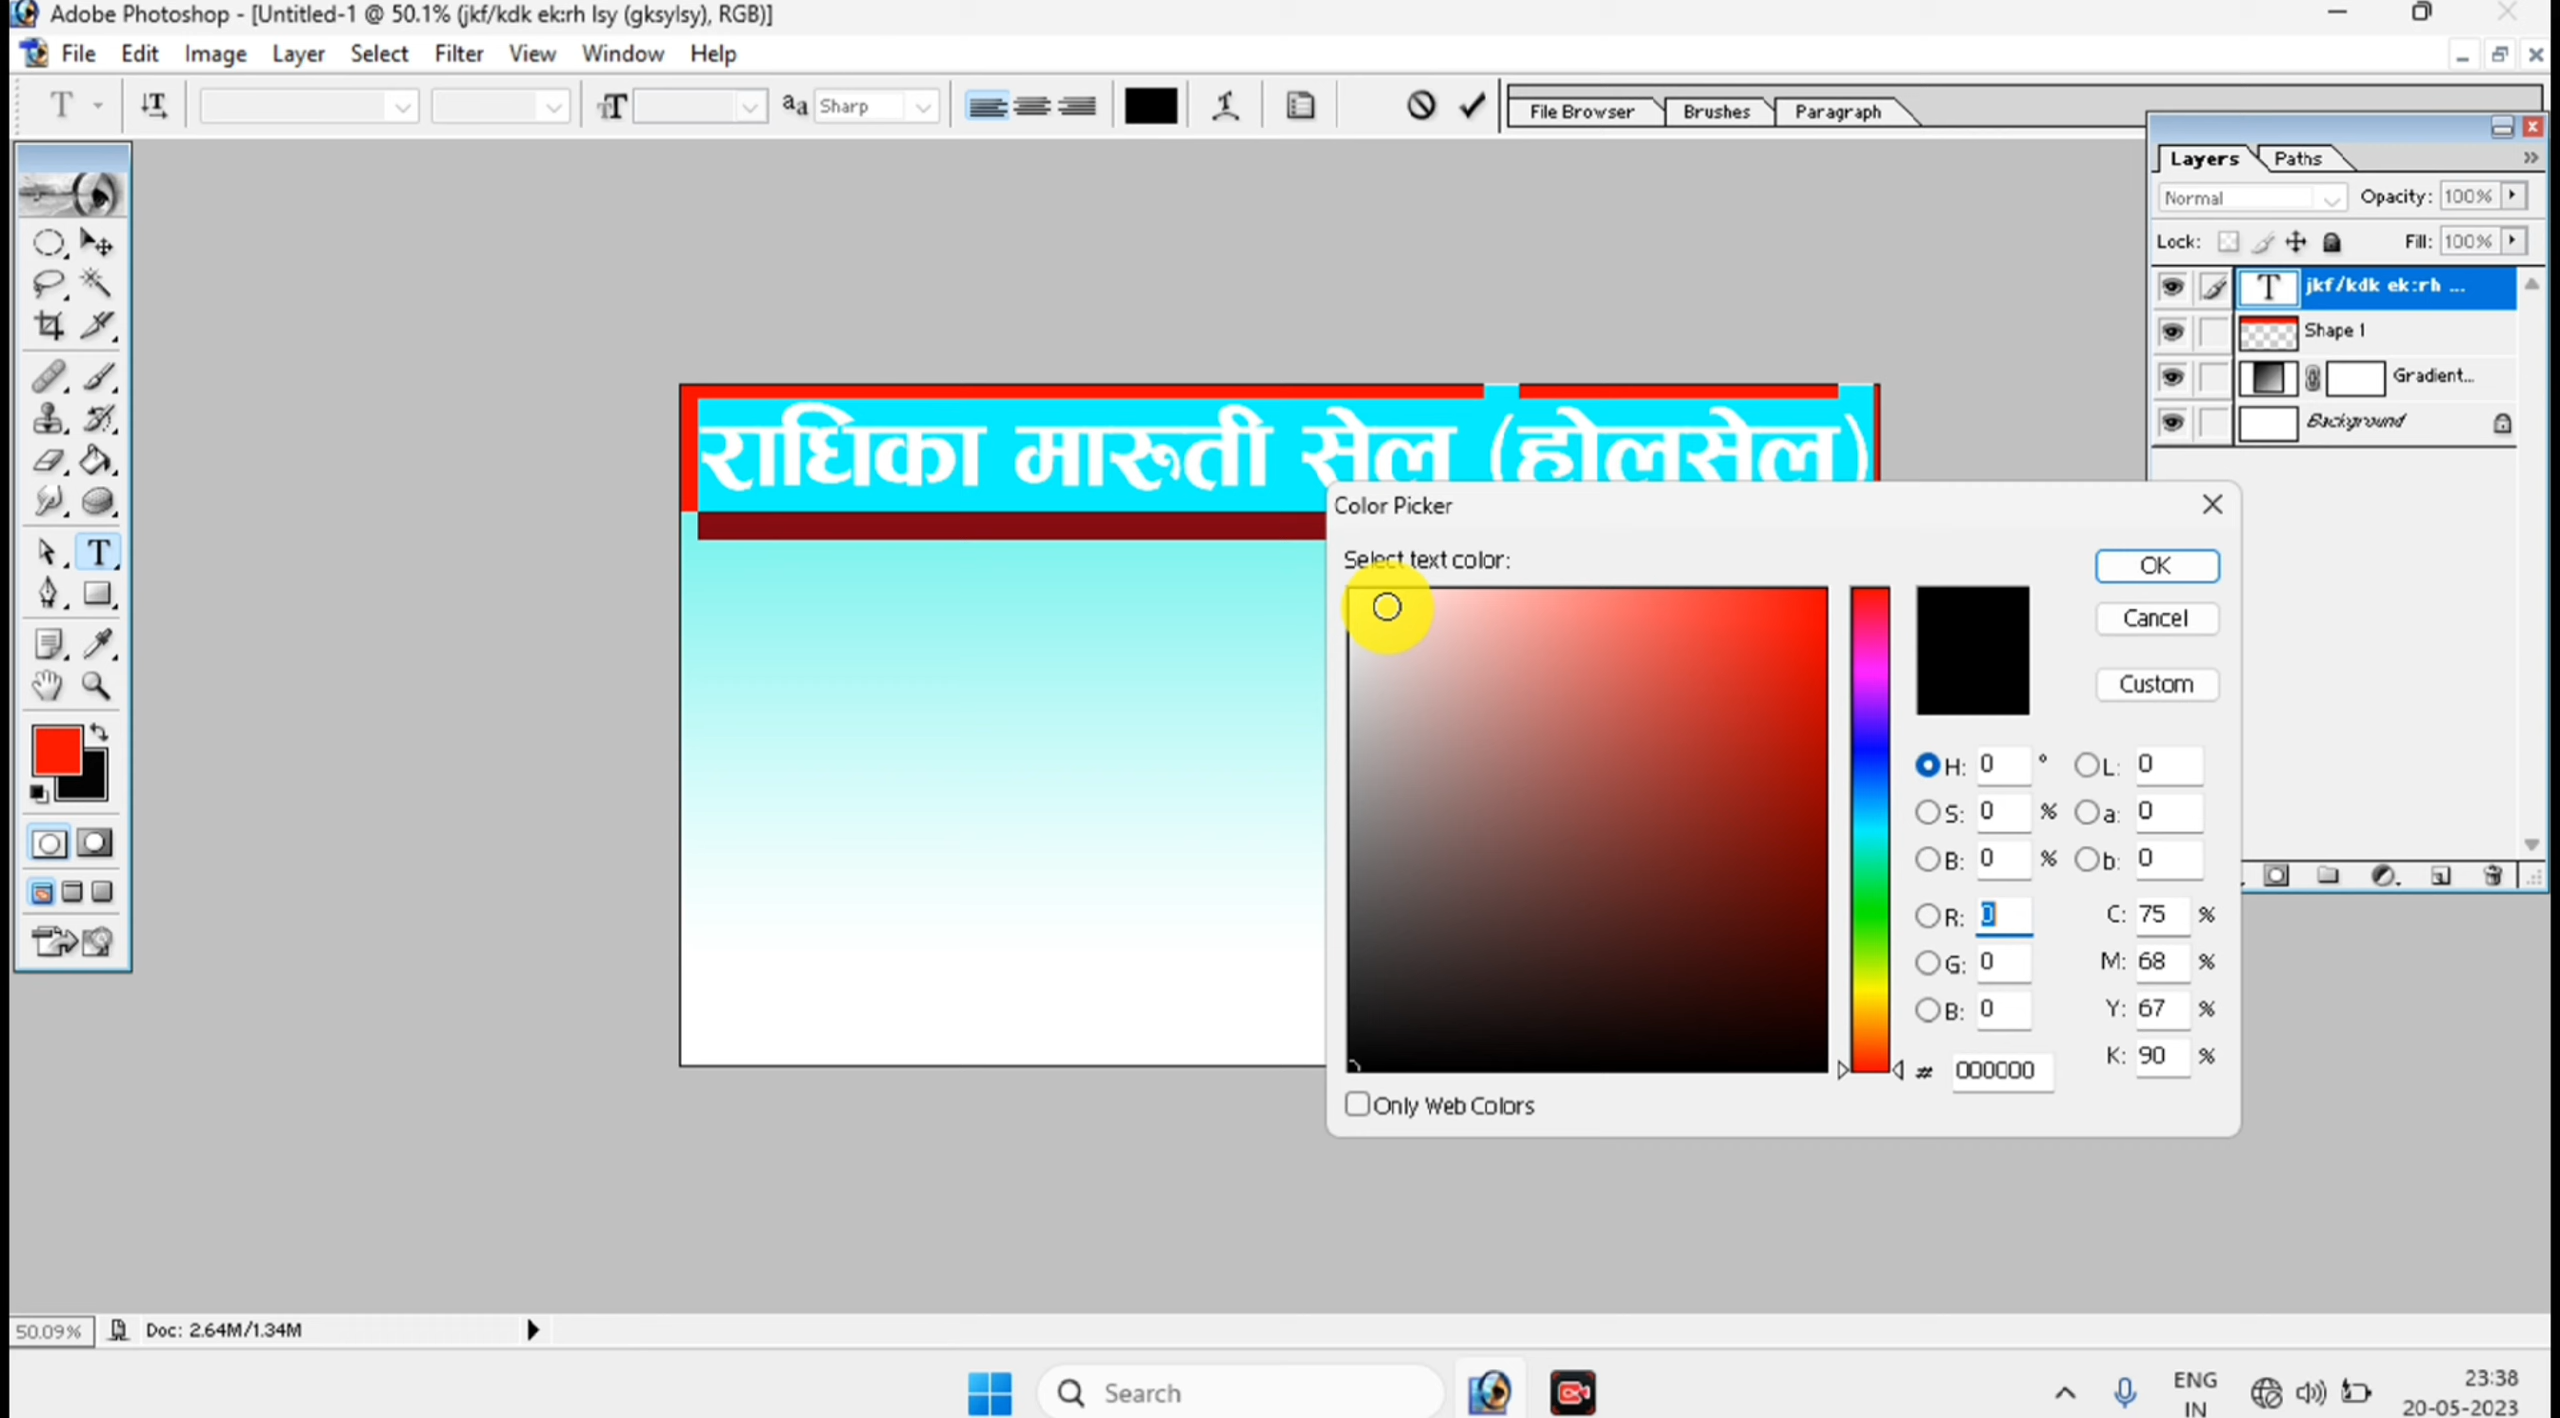 Adobe Photoshop - [Untitled-1 @ 50.1% (jkf/kdk ek:rh lsy (gksylsy), RGB)]
File Edit Image Layer Select Filter View Window Help
Sharp
File Browser Brushes Paragraph
Layers Paths
Normal Opacity: 100%
Lock: Fill: 100%
jkf/kdk ek:rh ...
Shape 1
Gradient...
Background
राधिका मारुती सेल (होलसेल)
Color Picker
Select text color:
OK
Cancel
Custom
H: 0 ° L: 0
S: 0 % a: 0
B: 0 % b: 0
R: 0 C: 75 %
G: 0 M: 68 %
B: 0 Y: 67 %
# 000000 K: 90 %
Only Web Colors
50.09% Doc: 2.64M/1.34M
Search
ENG
IN
23:38
20-05-2023